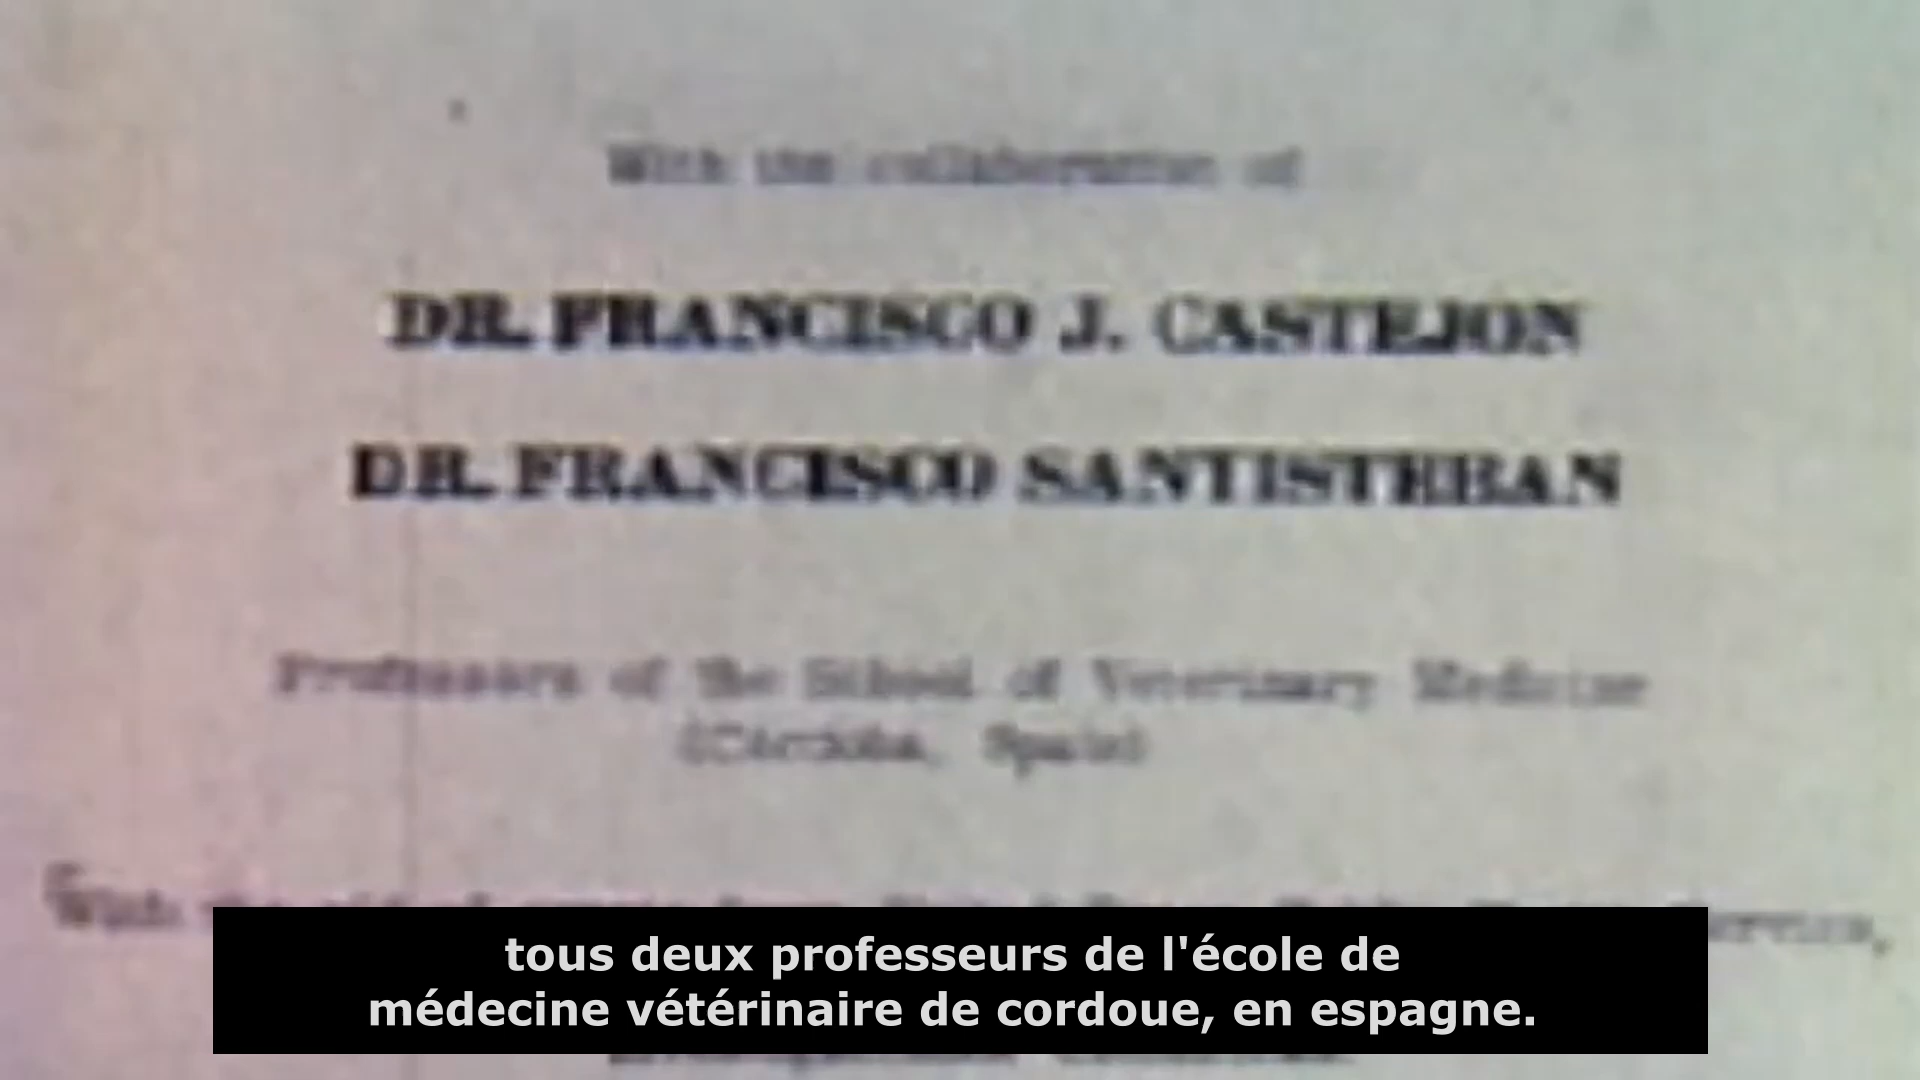 With the collaboration of
DR. FRANCISCO J. CASTEJON
DR. FRANCISCO SANTISTEBAN
Professors of the School of Veterinary Medicine
(Córdoba, Spain)
With
tous deux professeurs de l'école de
médecine vétérinaire de cordoue, en espagne.